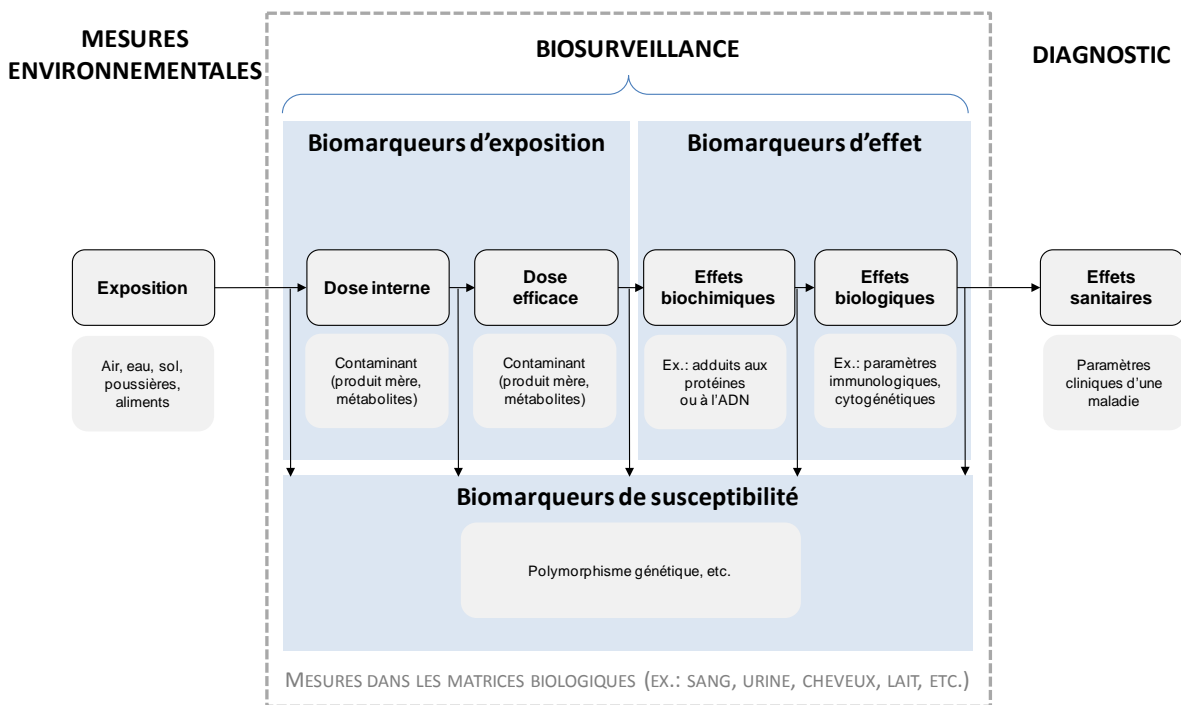 MESURES
ENVIRONNEMENTALES
BIOSURVEILLANCE
DIAGNOSTIC
Biomarqueurs d’exposition
Biomarqueurs d’effet
Exposition
Dose interne
Dose
efficace
Effets
biochimiques
Effets
biologiques
Effets
sanitaires
Air, eau, sol,
poussières,
aliments
Contaminant
(produit mère,
métabolites)
Contaminant
(produit mère,
métabolites)
Ex.: adduits aux
protéines
ou à l’ADN
Ex.: paramètres
immunologiques,
cytogénétiques
Paramètres
cliniques d’une
maladie
Biomarqueurs de susceptibilité
Polymorphisme génétique, etc.
MESURES DANS LES MATRICES BIOLOGIQUES (EX.: SANG, URINE, CHEVEUX, LAIT, ETC.)